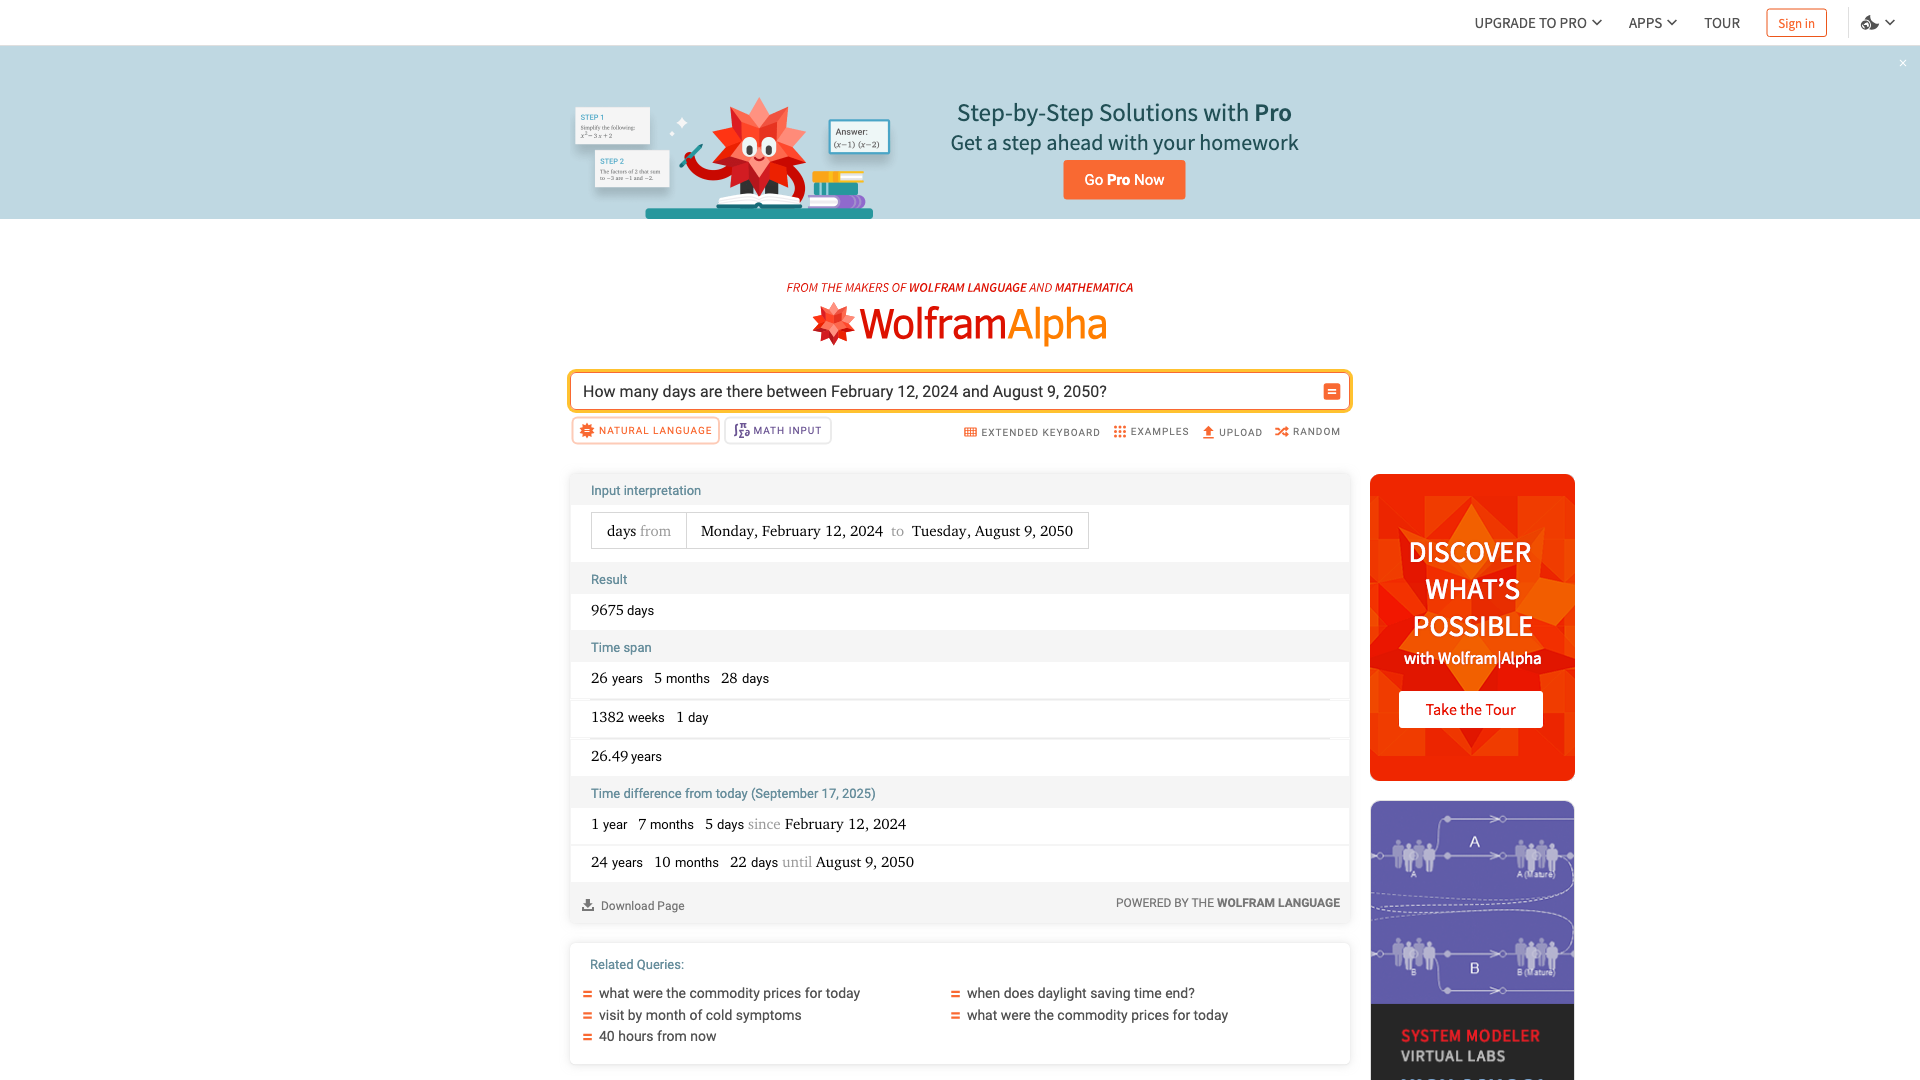 UPGRADE TO PRO APPS TOUR Sign in
STEP 1
Simplify the following:
x² − 3 x + 2
STEP 2
The factors of 2 that sum
to −3 are −1 and −2.
Answer:
(x−1) (x−2)
Step-by-Step Solutions with Pro
Get a step ahead with your homework
Go Pro Now
FROM THE MAKERS OF WOLFRAM LANGUAGE AND MATHEMATICA
WolframAlpha
How many days are there between February 12, 2024 and August 9, 2050?
NATURAL LANGUAGE MATH INPUT EXTENDED KEYBOARD EXAMPLES UPLOAD RANDOM
Input interpretation
days from Monday, February 12, 2024 to Tuesday, August 9, 2050
Result
9675 days
Time span
26 years 5 months 28 days
1382 weeks 1 day
26.49 years
Time difference from today (September 17, 2025)
1 year 7 months 5 days since February 12, 2024
24 years 10 months 22 days until August 9, 2050
Download Page POWERED BY THE WOLFRAM LANGUAGE
Related Queries:
= what were the commodity prices for today
= when does daylight saving time end?
= visit by month of cold symptoms
= what were the commodity prices for today
= 40 hours from now
DISCOVER
WHAT'S
POSSIBLE
with Wolfram|Alpha
Take the Tour
A
A A (Mature)
B
B B (Mature)
SYSTEM MODELER
VIRTUAL LABS